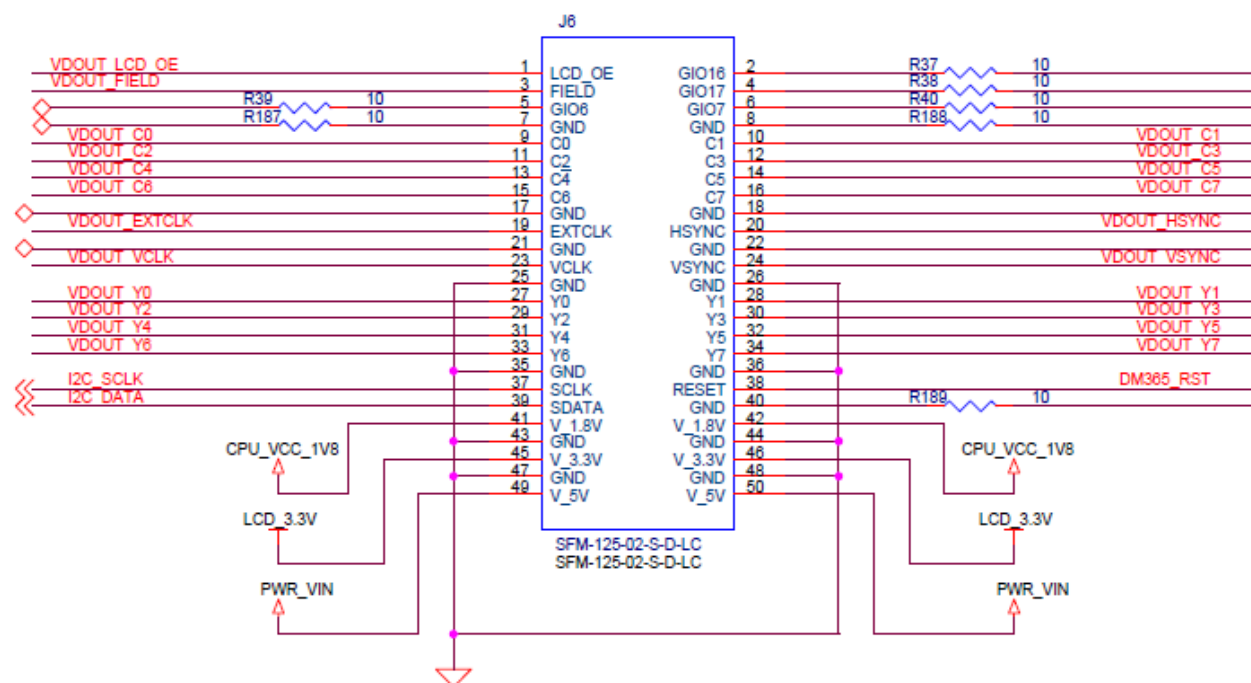 J6
VDOUT_LCD_OE 1 LCD_OE GIO16 2 R37 10
VDOUT_FIELD 3 FIELD GIO17 4 R38 10
R39 10 5 GIO6 GIO7 6 R40 10
R187 10 7 GND GND 8 R188 10
VDOUT_C0 9 C0 C1 10 VDOUT_C1
VDOUT_C2 11 C2 C3 12 VDOUT_C3
VDOUT_C4 13 C4 C5 14 VDOUT_C5
VDOUT_C6 15 C6 C7 16 VDOUT_C7
17 GND GND 18
VDOUT_EXTCLK 19 EXTCLK HSYNC 20 VDOUT_HSYNC
21 GND GND 22
VDOUT_VCLK 23 VCLK VSYNC 24 VDOUT_VSYNC
25 GND GND 26
VDOUT_Y0 27 Y0 Y1 28 VDOUT_Y1
VDOUT_Y2 29 Y2 Y3 30 VDOUT_Y3
VDOUT_Y4 31 Y4 Y5 32 VDOUT_Y5
VDOUT_Y6 33 Y6 Y7 34 VDOUT_Y7
35 GND GND 36
I2C_SCLK 37 SCLK RESET 38 DM365_RST
I2C_DATA 39 SDATA GND 40 R189 10
41 V_1.8V V_1.8V 42
43 GND GND 44
CPU_VCC_1V8 45 V_3.3V V_3.3V 46 CPU_VCC_1V8
47 GND GND 48
49 V_5V V_5V 50
LCD_3.3V LCD_3.3V
SFM-125-02-S-D-LC
SFM-125-02-S-D-LC
PWR_VIN PWR_VIN